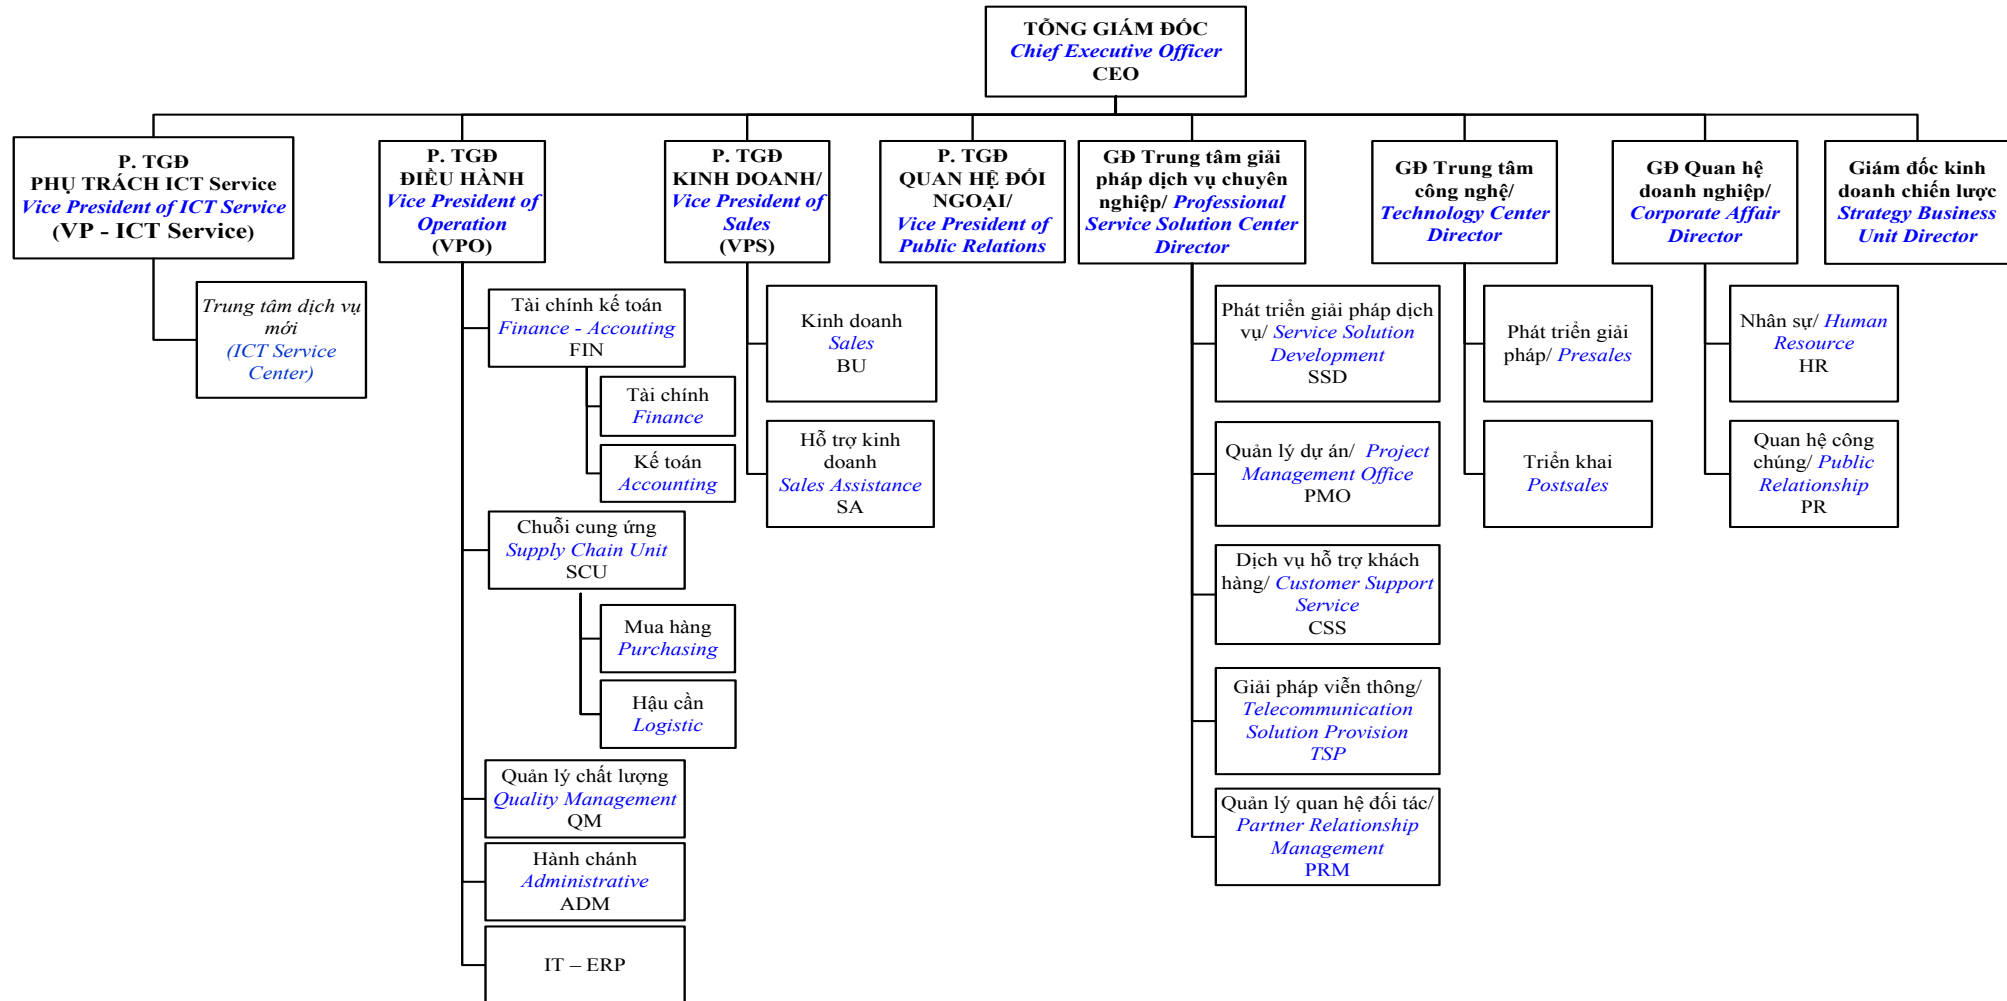 TỔNG GIÁM ĐỐC
Chief Executive Officer
CEO
P. TGĐ
PHỤ TRÁCH ICT Service
Vice President of ICT Service
(VP - ICT Service)
P. TGĐ
ĐIỀU HÀNH
Vice President of
Operation
(VPO)
P. TGĐ
KINH DOANH/
Vice President of
Sales
(VPS)
P. TGĐ
QUAN HỆ ĐỐI
NGOẠI/
Vice President of
Public Relations
GĐ Trung tâm giải
pháp dịch vụ chuyên
nghiệp/ Professional
Service Solution Center
Director
GĐ Trung tâm
công nghệ/
Technology Center
Director
GĐ Quan hệ
doanh nghiệp/
Corporate Affair
Director
Giám đốc kinh
doanh chiến lược
Strategy Business
Unit Director
Trung tâm dịch vụ
mới
(ICT Service
Center)
Tài chính kế toán
Finance - Accouting
FIN
Tài chính
Finance
Kế toán
Accounting
Chuỗi cung ứng
Supply Chain Unit
SCU
Mua hàng
Purchasing
Hậu cần
Logistic
Quản lý chất lượng
Quality Management
QM
Hành chánh
Administrative
ADM
IT – ERP
Kinh doanh
Sales
BU
Hỗ trợ kinh
doanh
Sales Assistance
SA
Phát triển giải pháp dịch
vụ/ Service Solution
Development
SSD
Quản lý dự án/ Project
Management Office
PMO
Dịch vụ hỗ trợ khách
hàng/ Customer Support
Service
CSS
Giải pháp viễn thông/
Telecommunication
Solution Provision
TSP
Quản lý quan hệ đối tác/
Partner Relationship
Management
PRM
Phát triển giải
pháp/ Presales
Triển khai
Postsales
Nhân sự/ Human
Resource
HR
Quan hệ công
chúng/ Public
Relationship
PR